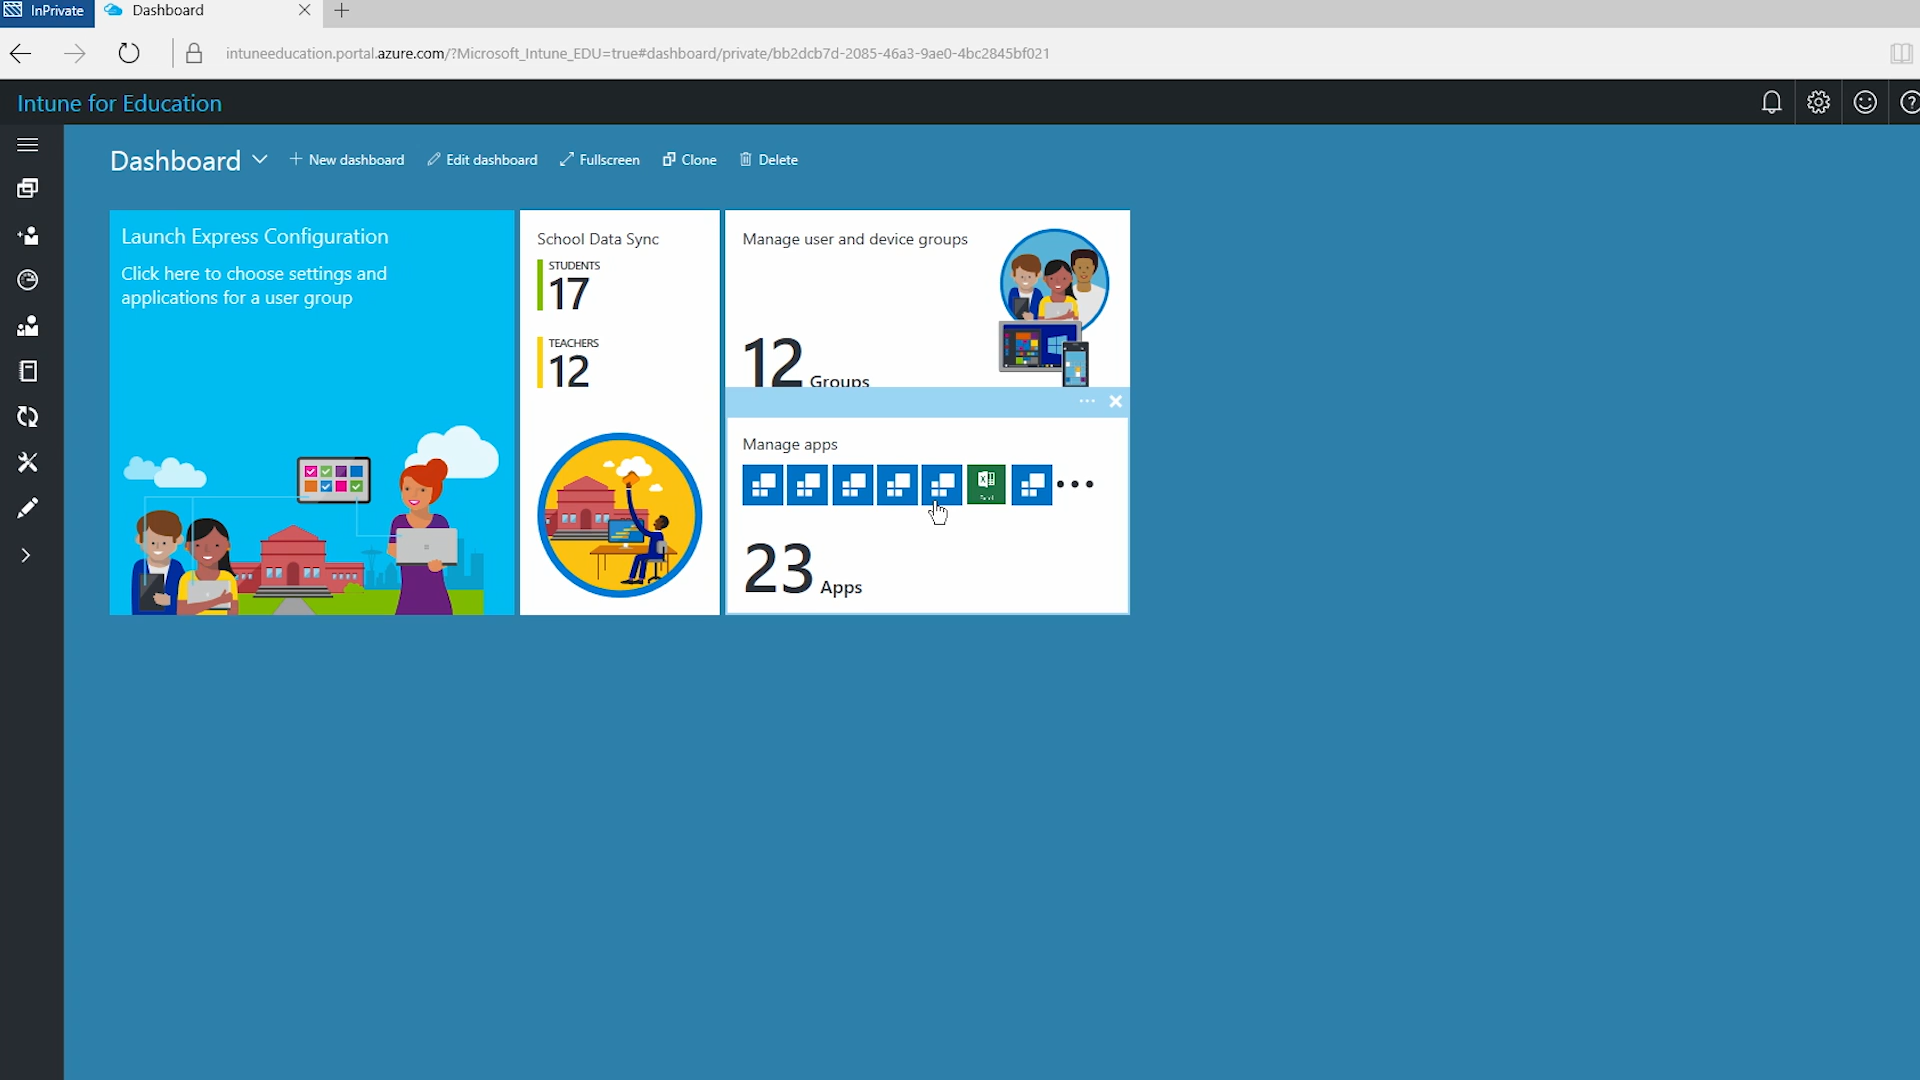 InPrivate
Dashboard
intuneeducation.portal.azure.com/?Microsoft_Intune_EDU=true#dashboard/private/bb2dcb7d-2085-46a3-9ae0-4bc2845bf021
Intune for Education
Dashboard
New dashboard
Edit dashboard
Fullscreen
Clone
Delete
Launch Express Configuration
Click here to choose settings and
applications for a user group
School Data Sync
STUDENTS
17
TEACHERS
12
Manage user and device groups
12 Groups
Manage apps
23 Apps